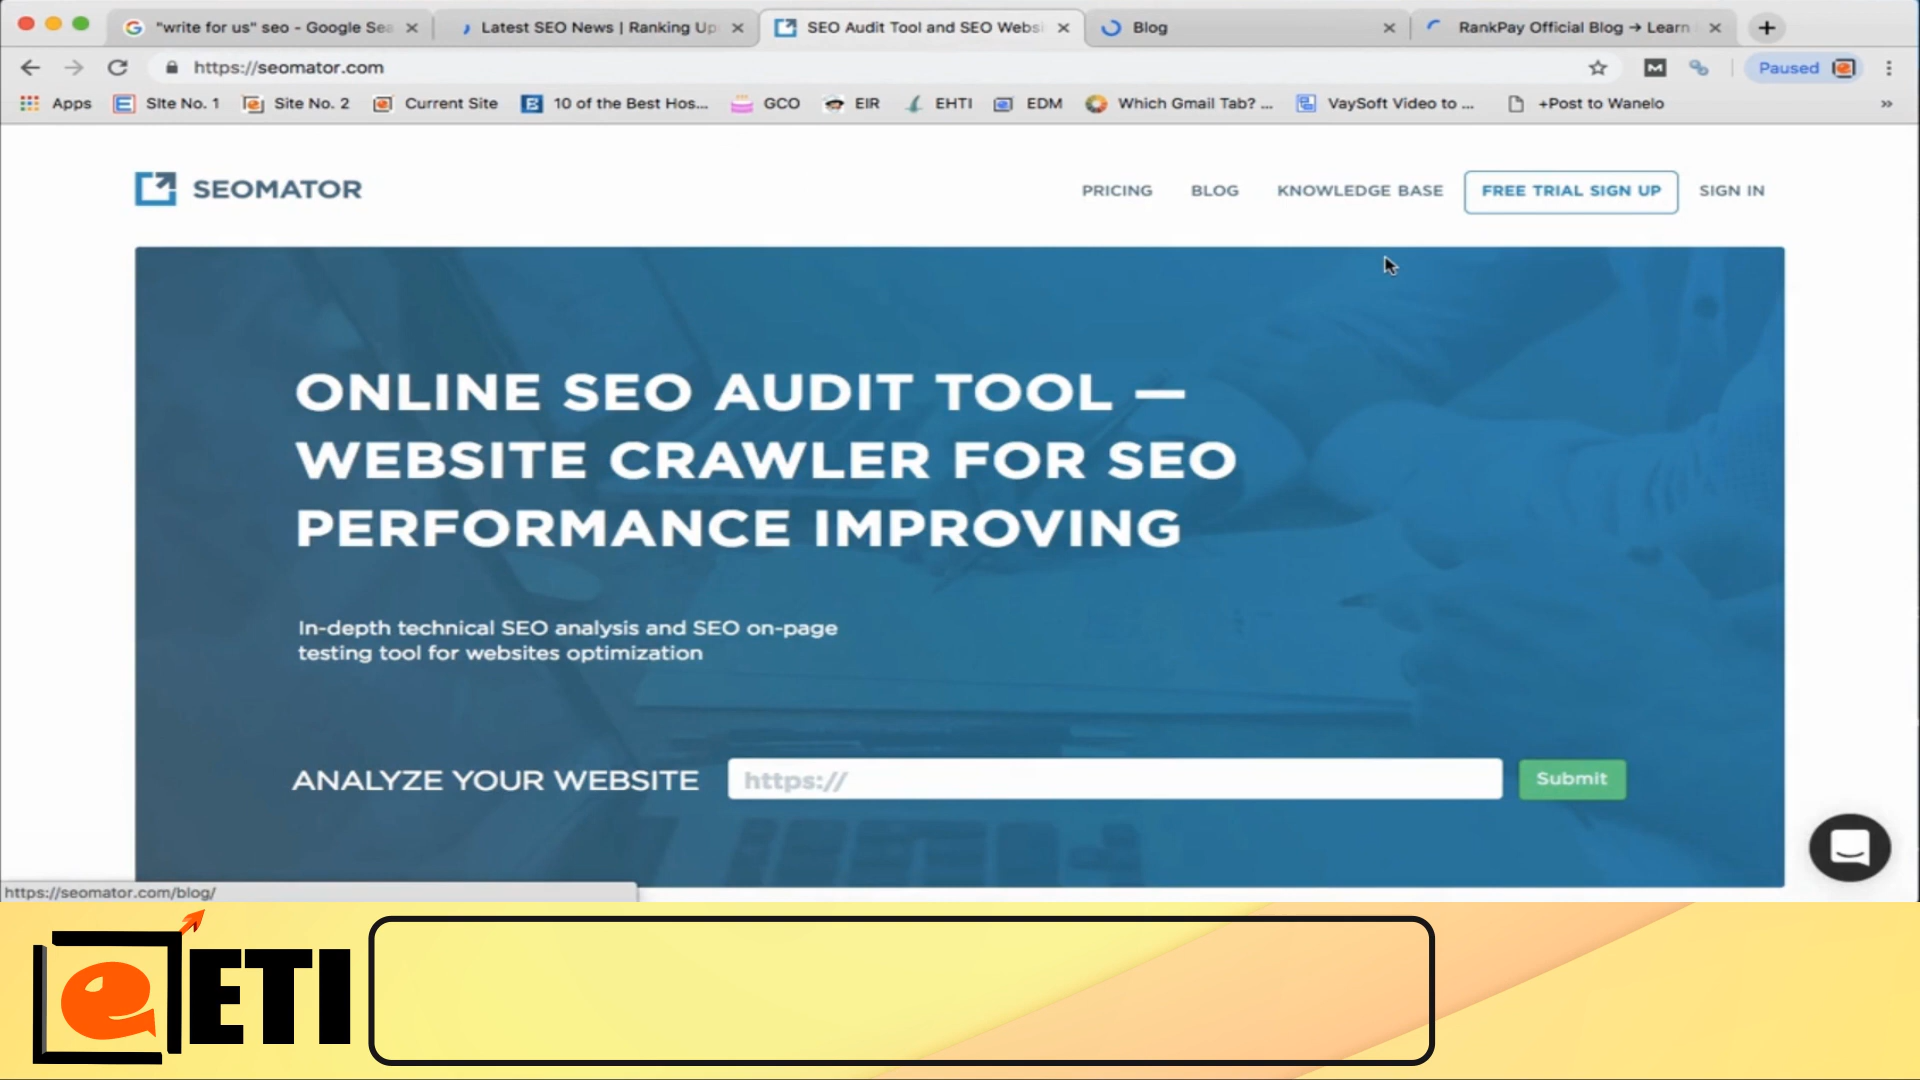 "write for us" seo - Google Sea
Latest SEO News | Ranking Up
SEO Audit Tool and SEO Websi
Blog
RankPay Official Blog → Learn
https://seomator.com
Paused
Apps
SIte No. 1
Site No. 2
Current Site
10 of the Best Hos...
GCO
EIR
EHTI
EDM
Which Gmail Tab? ...
VaySoft Video to ...
+Post to Wanelo
»
SEOMATOR
PRICING
BLOG
KNOWLEDGE BASE
FREE TRIAL SIGN UP
SIGN IN
ONLINE SEO AUDIT TOOL —
WEBSITE CRAWLER FOR SEO
PERFORMANCE IMPROVING
In-depth technical SEO analysis and SEO on-page
testing tool for websites optimization
ANALYZE YOUR WEBSITE
https://
Submit
https://seomator.com/blog/
e ETI